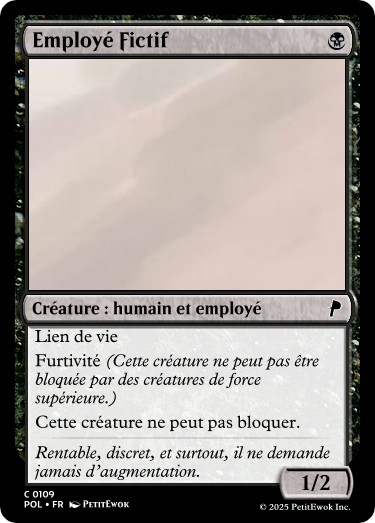 Employé Fictif
Créature : humain et employé
Lien de vie
Furtivité (Cette créature ne peut pas être
bloquée par des créatures de force
supérieure.)
Cette créature ne peut pas bloquer.
Rentable, discret, et surtout, il ne demande
jamais d'augmentation.
1/2
C 0109
POL • FR PetitEwok
© 2025 PetitEwok Inc.